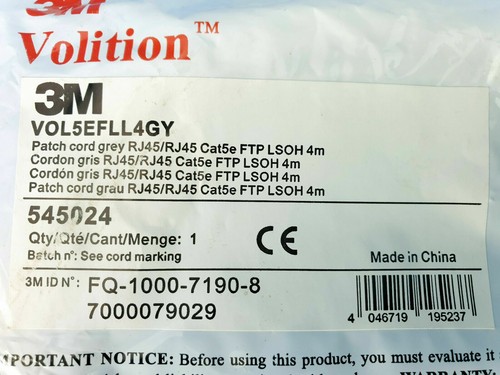 3M
Volition™
3M
VOL5EFLL4GY
Patch cord grey RJ45/RJ45 Cat5e FTP LSOH 4m
Cordon gris RJ45/RJ45 Cat5e FTP LSOH 4m
Cordón gris RJ45/RJ45 Cat5e FTP LSOH 4m
Patch cord grau RJ45/RJ45 Cat5e FTP LSOH 4m
545024
Qty/Qté/Cant/Menge: 1
CE
Batch n°: See cord marking
Made in China
3M ID N°: FQ-1000-7190-8
7000079029
4 046719 195237
PORTANT NOTICE: Before using this product, you must evaluate it